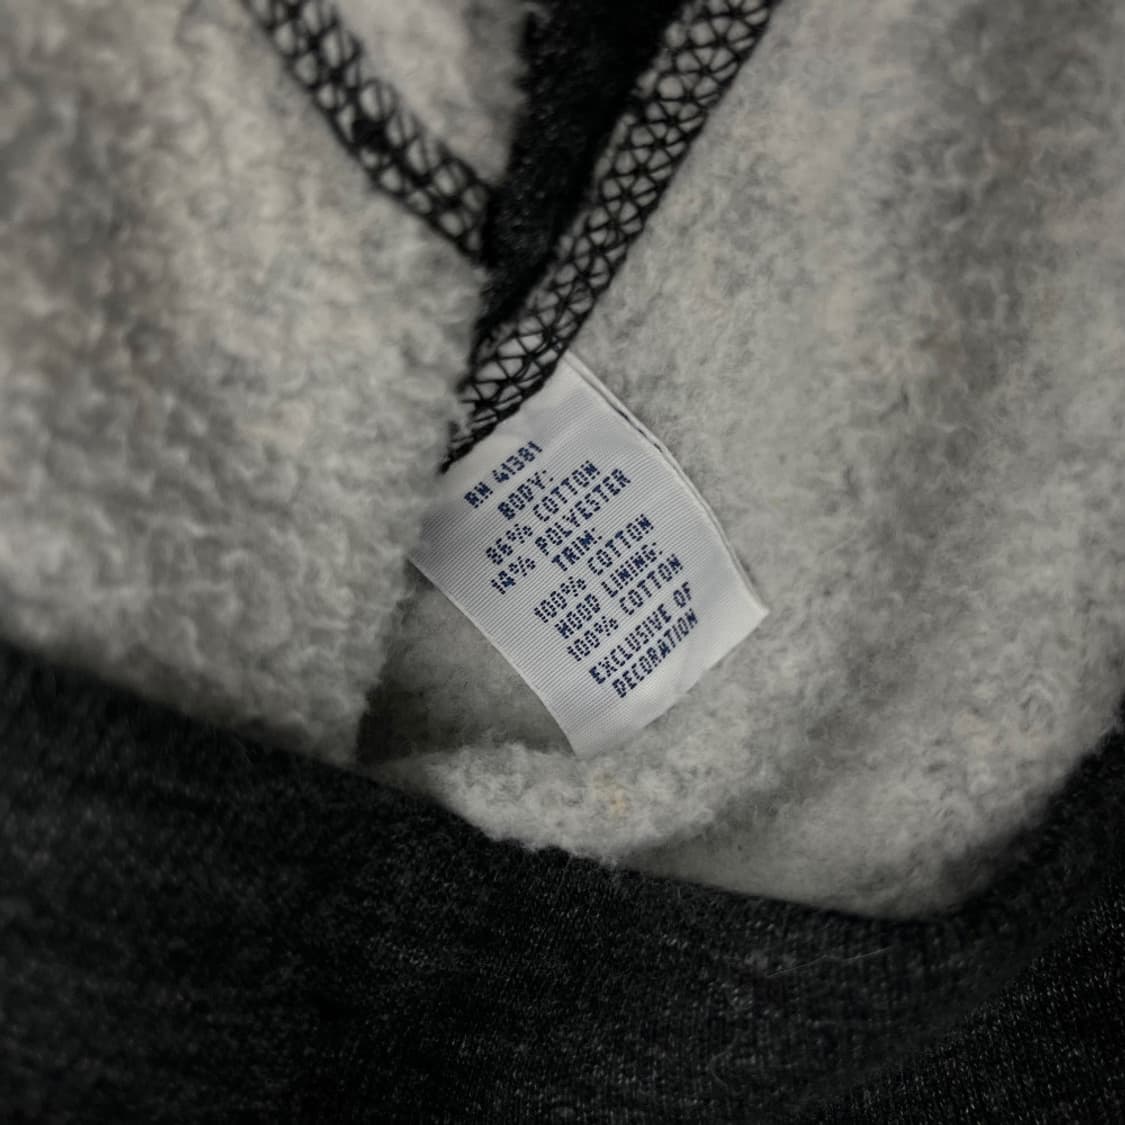 RN 41381
BODY:
86% COTTON
14% POLYESTER
TRIM:
100% COTTON
HOOD LINING:
100% COTTON
EXCLUSIVE OF
DECORATION